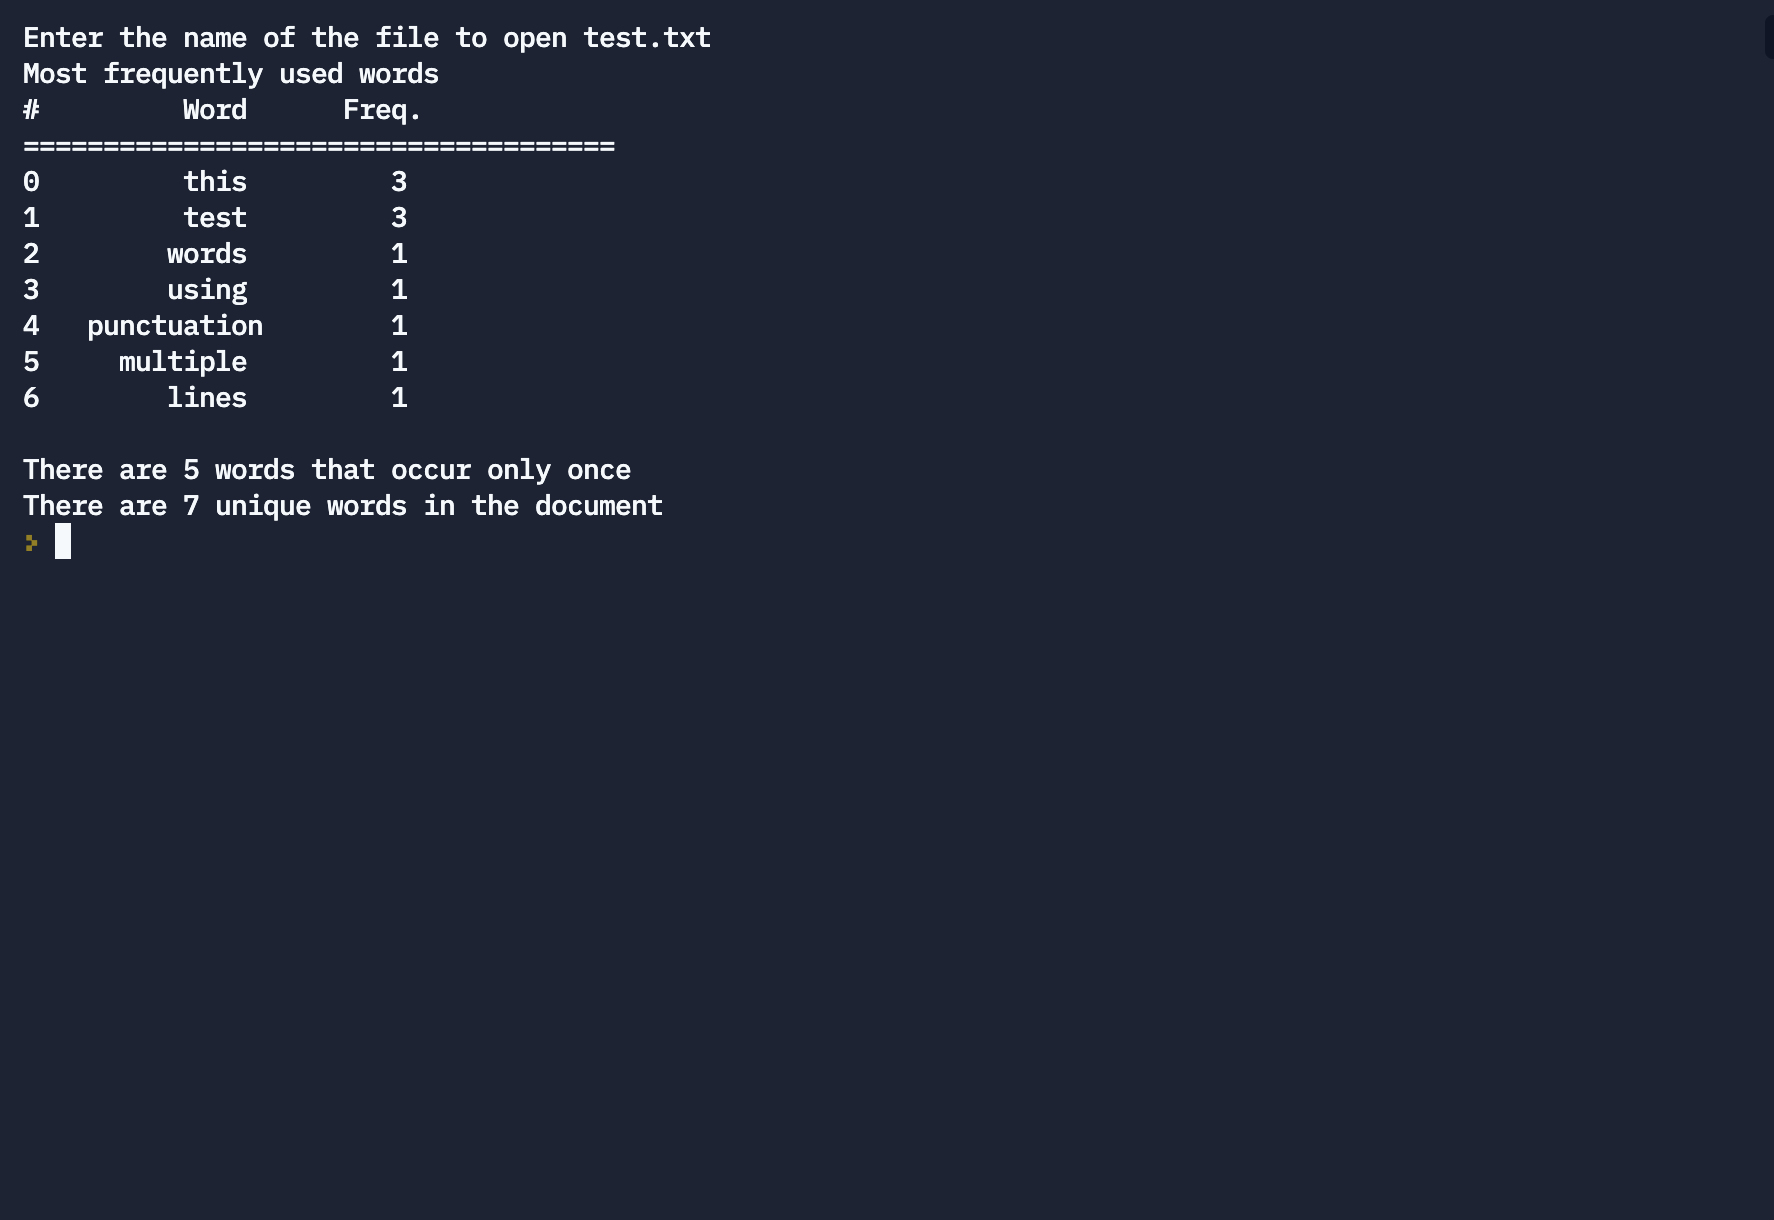 Enter the name of the file to open test.txt
Most frequently used words
#         Word      Freq.
=====================================
0         this         3
1         test         3
2        words         1
3        using         1
4   punctuation        1
5     multiple         1
6        lines         1

There are 5 words that occur only once
There are 7 unique words in the document
>